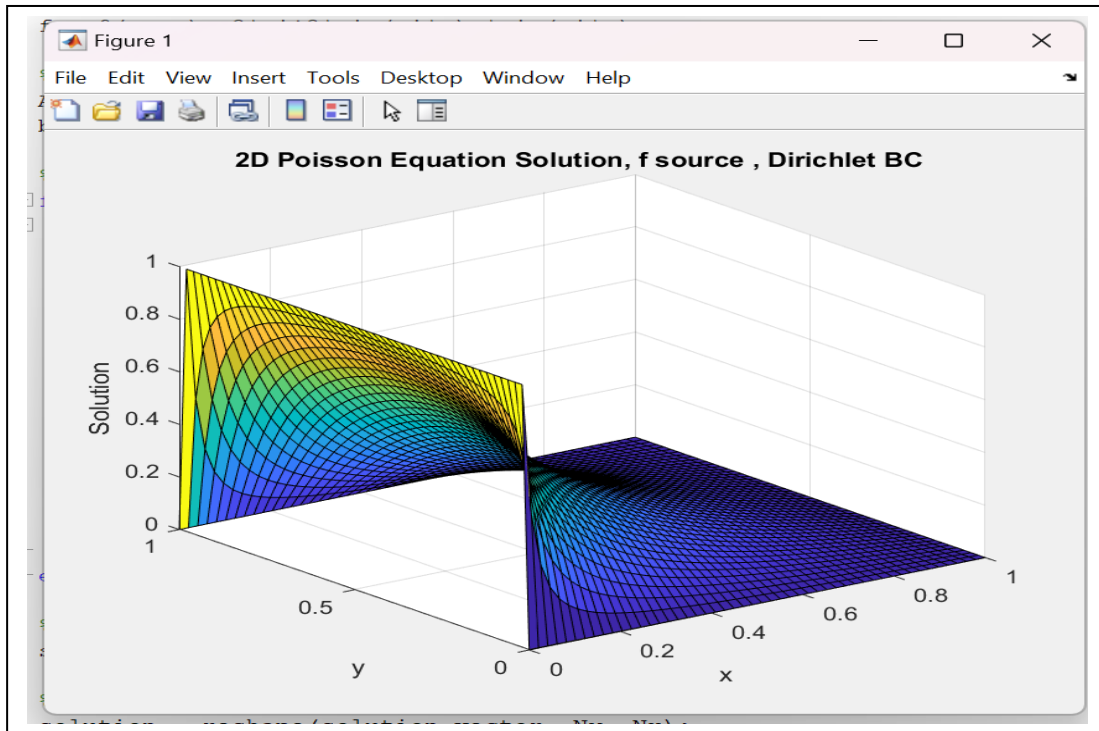 Figure 1
File Edit View Insert Tools Desktop Window Help
2D Poisson Equation Solution, f source , Dirichlet BC
1
0.8
0.6
0.4
0.2
0
Solution
1
0.5
0
y
0
0.2
0.4
0.6
0.8
1
x